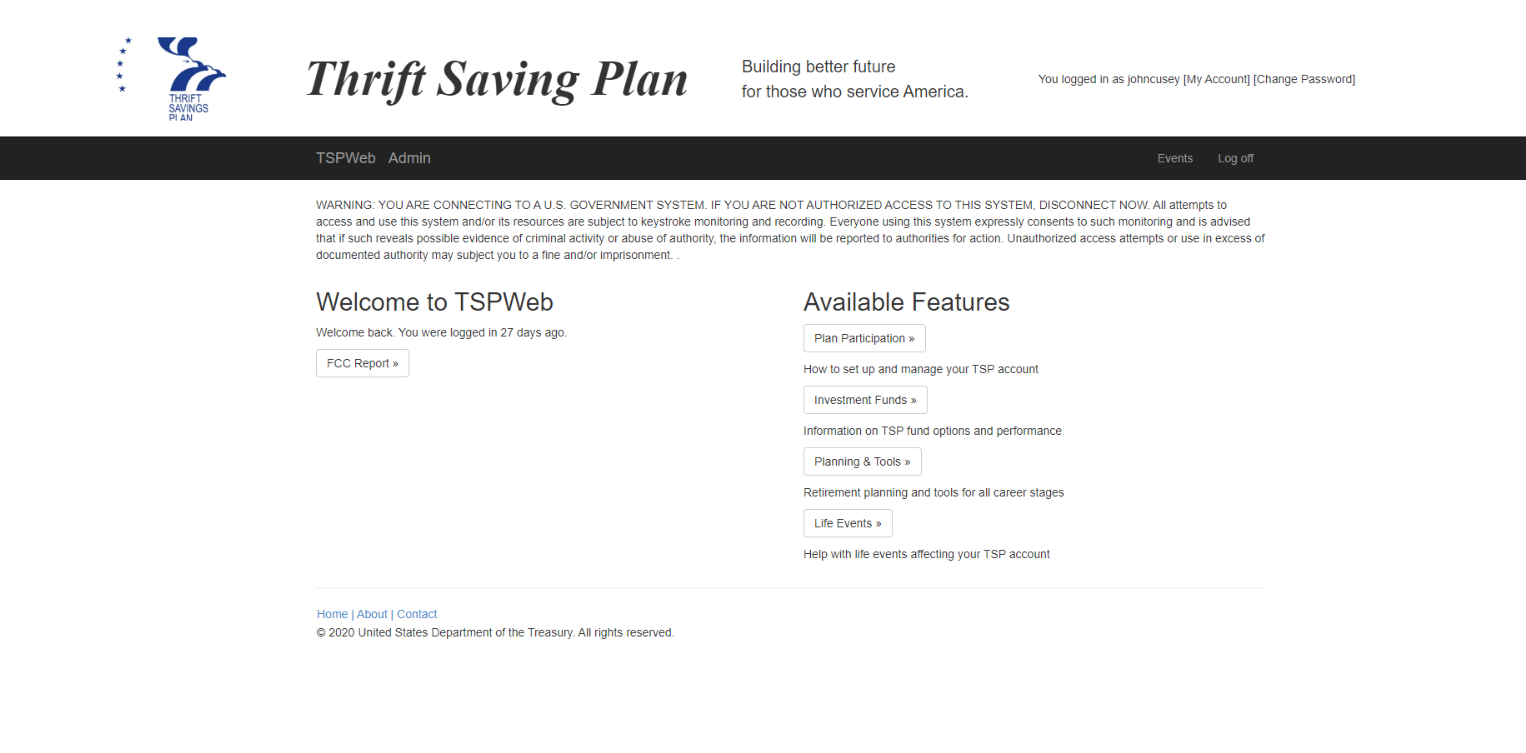 THRIFT
SAVINGS
PLAN
Thrift Saving Plan
Building better future
for those who service America.
You logged in as johncusey [My Account] [Change Password]
TSPWeb Admin Events Log off
WARNING: YOU ARE CONNECTING TO A U.S. GOVERNMENT SYSTEM. IF YOU ARE NOT AUTHORIZED ACCESS TO THIS SYSTEM, DISCONNECT NOW. All attempts to
access and use this system and/or its resources are subject to keystroke monitoring and recording. Everyone using this system expressly consents to such monitoring and is advised
that if such reveals possible evidence of criminal activity or abuse of authority, the information will be reported to authorities for action. Unauthorized access attempts or use in excess of
documented authority may subject you to a fine and/or imprisonment. .
Welcome to TSPWeb
Welcome back. You were logged in 27 days ago.
FCC Report »
Available Features
Plan Participation »
How to set up and manage your TSP account
Investment Funds »
Information on TSP fund options and performance
Planning & Tools »
Retirement planning and tools for all career stages
Life Events »
Help with life events affecting your TSP account
Home | About | Contact
© 2020 United States Department of the Treasury. All rights reserved.